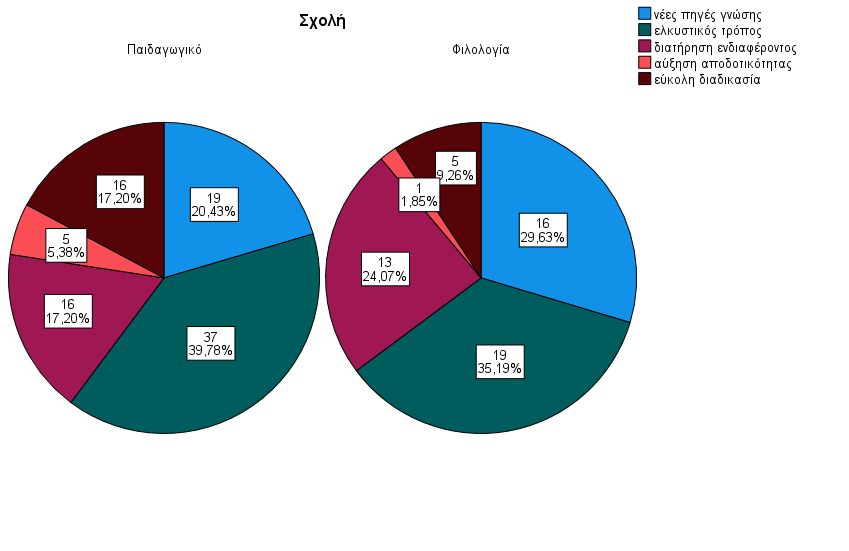 Σχολή
Παιδαγωγικό
Φιλολογία
νέες πηγές γνώσης
ελκυστικός τρόπος
διατήρηση ενδιαφέροντος
αύξηση αποδοτικότητας
εύκολη διαδικασία
19
20,43%
37
39,78%
16
17,20%
5
5,38%
16
17,20%
16
29,63%
19
35,19%
13
24,07%
1
1,85%
5
9,26%